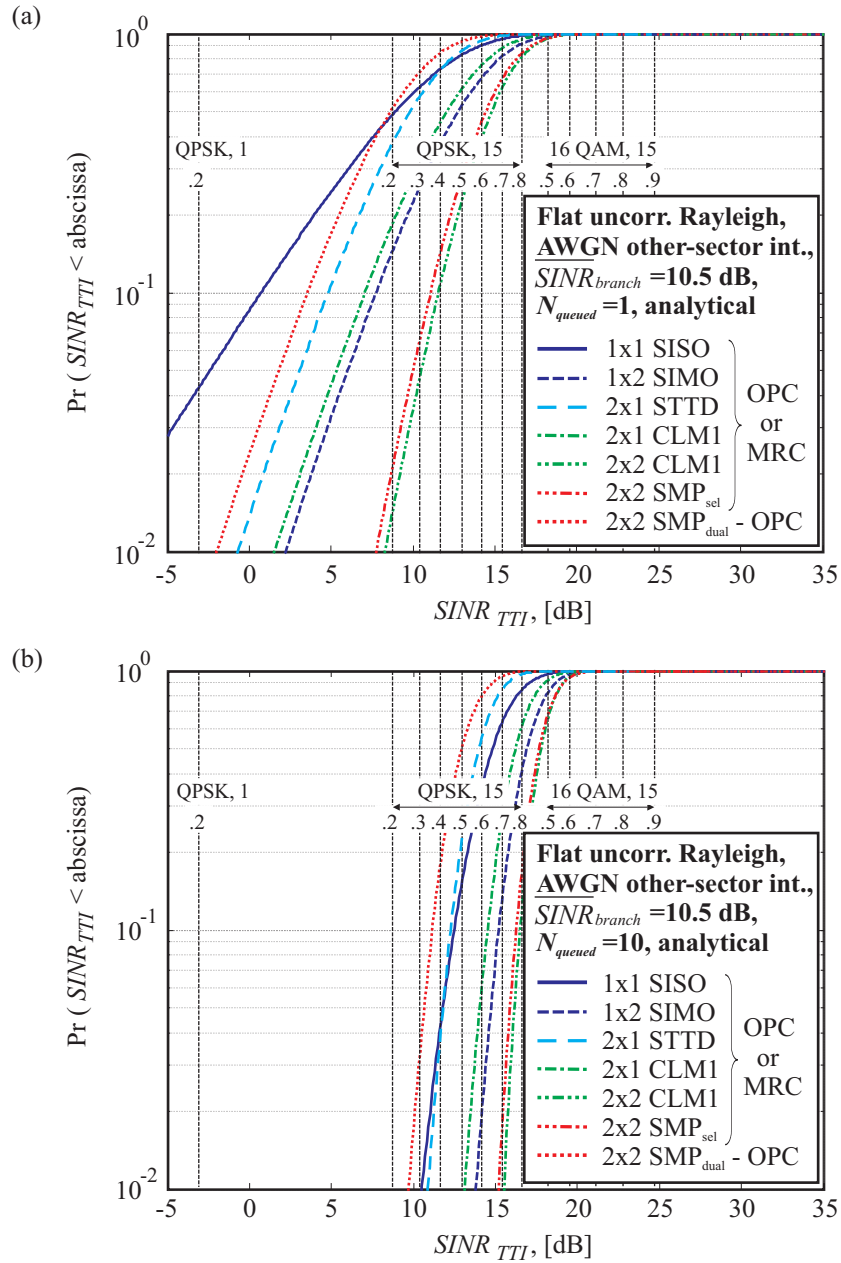 (a)
10^0
10^-1
10^-2
Pr ( SINR_TTI < abscissa)
QPSK, 1
.2
QPSK, 15
.2 .3 .4 .5 .6 .7 .8
16 QAM, 15
.5 .6 .7 .8 .9
Flat uncorr. Rayleigh,
AWGN other-sector int.,
SINR_branch =10.5 dB,
N_queued =1, analytical
1x1 SISO
1x2 SIMO
2x1 STTD
2x1 CLM1
2x2 CLM1
2x2 SMP_sel
2x2 SMP_dual - OPC
OPC
or
MRC
-5 0 5 10 15 20 25 30 35
SINR_TTI, [dB]
(b)
10^0
10^-1
10^-2
Pr ( SINR_TTI < abscissa)
QPSK, 1
.2
QPSK, 15
.2 .3 .4 .5 .6 .7 .8
16 QAM, 15
.5 .6 .7 .8 .9
Flat uncorr. Rayleigh,
AWGN other-sector int.,
SINR_branch =10.5 dB,
N_queued =10, analytical
1x1 SISO
1x2 SIMO
2x1 STTD
2x1 CLM1
2x2 CLM1
2x2 SMP_sel
2x2 SMP_dual - OPC
OPC
or
MRC
-5 0 5 10 15 20 25 30 35
SINR_TTI, [dB]